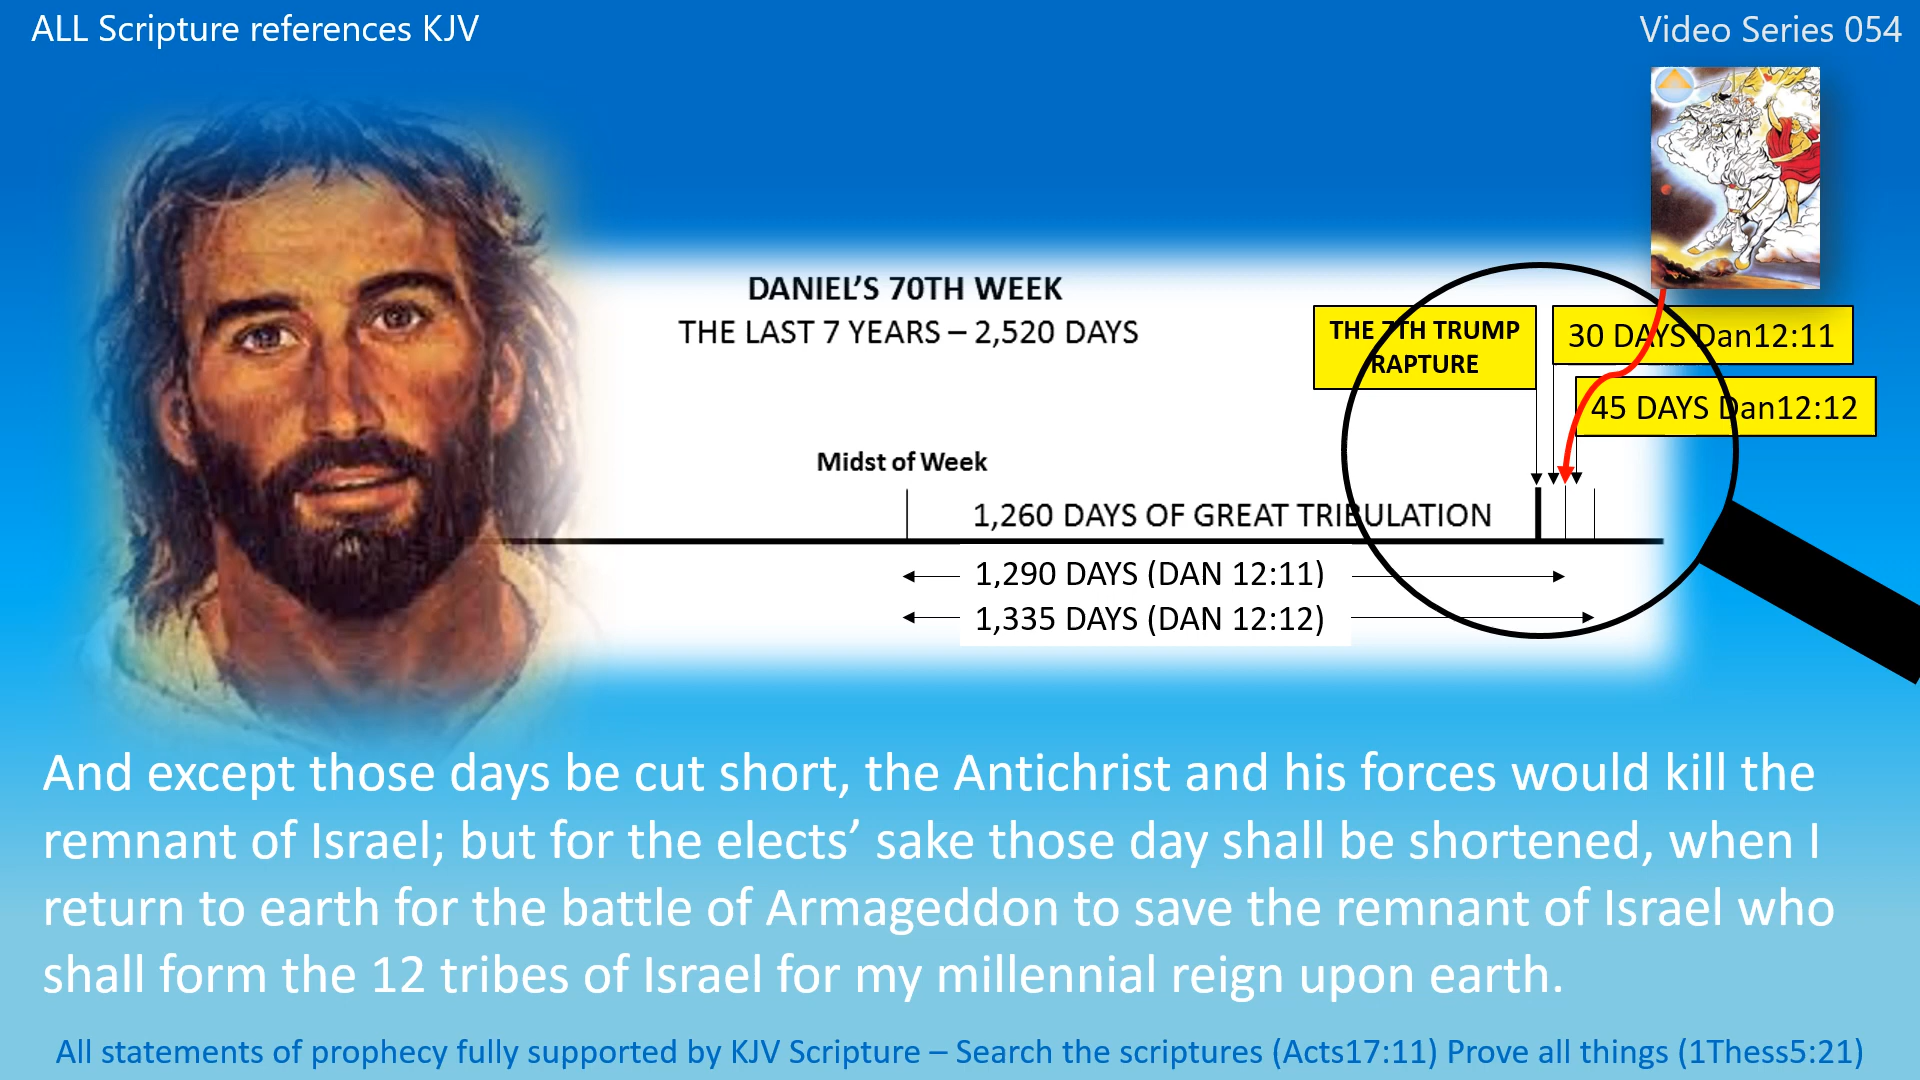 ALL Scripture references KJV
Video Series 054
DANIEL’S 70TH WEEK
THE LAST 7 YEARS – 2,520 DAYS
THE 7TH TRUMP
RAPTURE
30 DAYS Dan12:11
45 DAYS Dan12:12
Midst of Week
1,260 DAYS OF GREAT TRIBULATION
1,290 DAYS (DAN 12:11)
1,335 DAYS (DAN 12:12)
And except those days be cut short, the Antichrist and his forces would kill the
remnant of Israel; but for the elects’ sake those day shall be shortened, when I
return to earth for the battle of Armageddon to save the remnant of Israel who
shall form the 12 tribes of Israel for my millennial reign upon earth.
All statements of prophecy fully supported by KJV Scripture – Search the scriptures (Acts17:11) Prove all things (1Thess5:21)